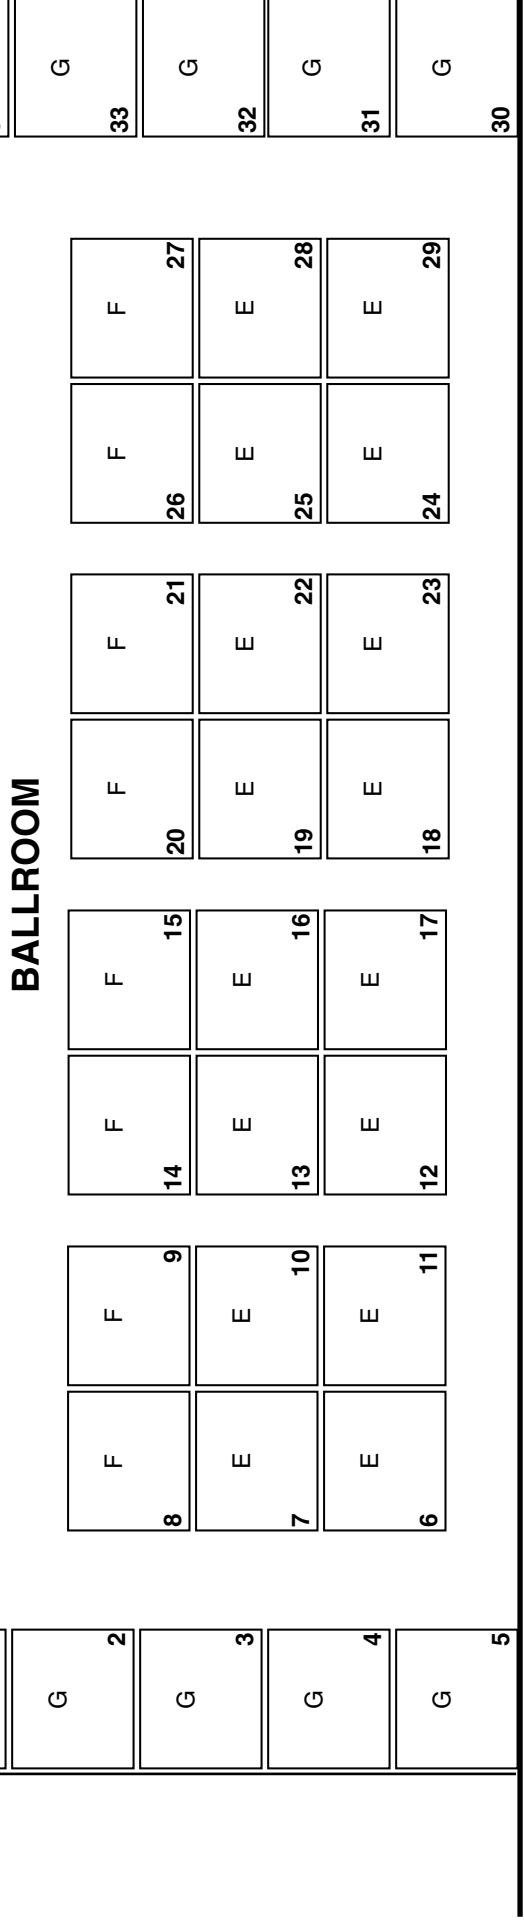 BALLROOM
G G
2 F F F F F F F F 33
8 9 14 15 20 21 26 27
G G
3 E E E E E E E E 32
7 10 13 16 19 22 25 28
G G
4 E E E E E E E E 31
6 11 12 17 18 23 24 29
G G
5 30